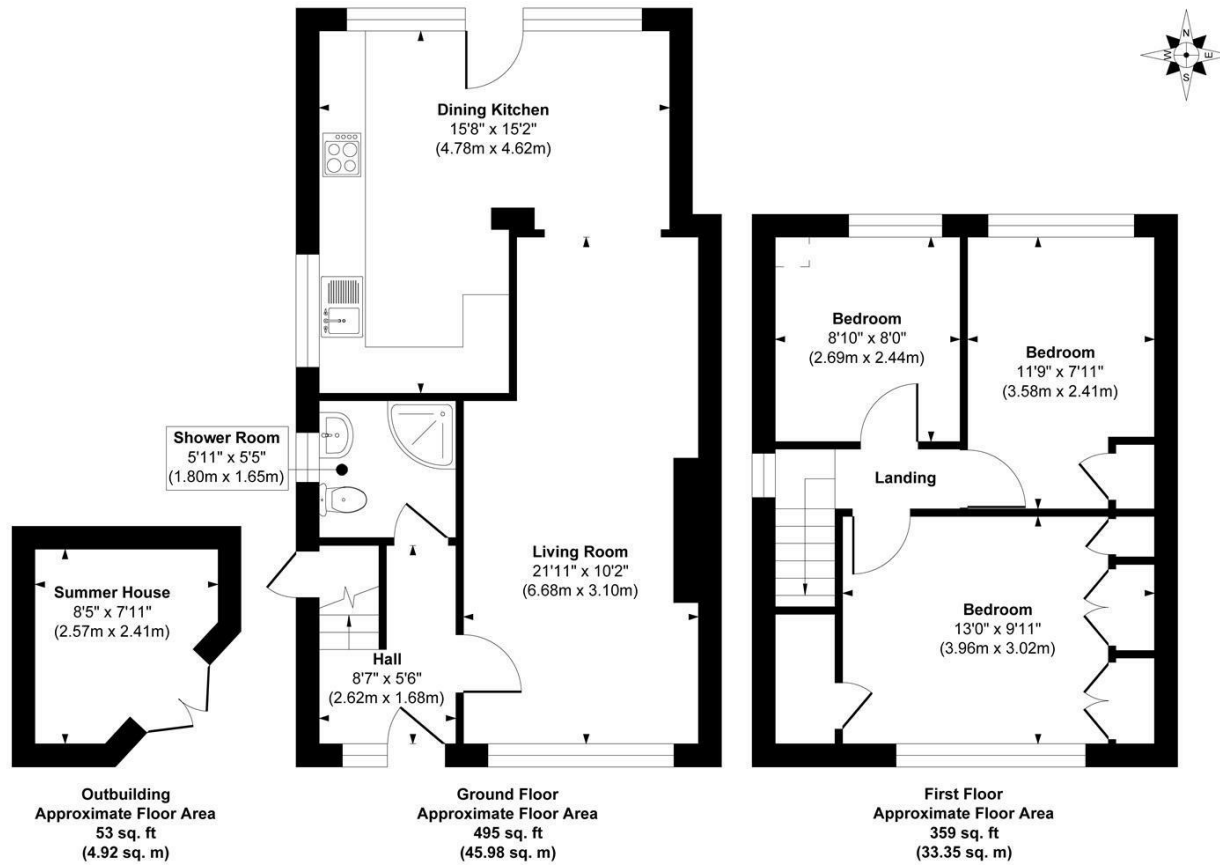 N
W
E
S
Dining Kitchen
15'8" x 15'2"
(4.78m x 4.62m)
Shower Room
5'11" x 5'5"
(1.80m x 1.65m)
Living Room
21'11" x 10'2"
(6.68m x 3.10m)
Hall
8'7" x 5'6"
(2.62m x 1.68m)
Summer House
8'5" x 7'11"
(2.57m x 2.41m)
Bedroom
8'10" x 8'0"
(2.69m x 2.44m)
Bedroom
11'9" x 7'11"
(3.58m x 2.41m)
Landing
Bedroom
13'0" x 9'11"
(3.96m x 3.02m)
Outbuilding
Approximate Floor Area
53 sq. ft
(4.92 sq. m)
Ground Floor
Approximate Floor Area
495 sq. ft
(45.98 sq. m)
First Floor
Approximate Floor Area
359 sq. ft
(33.35 sq. m)